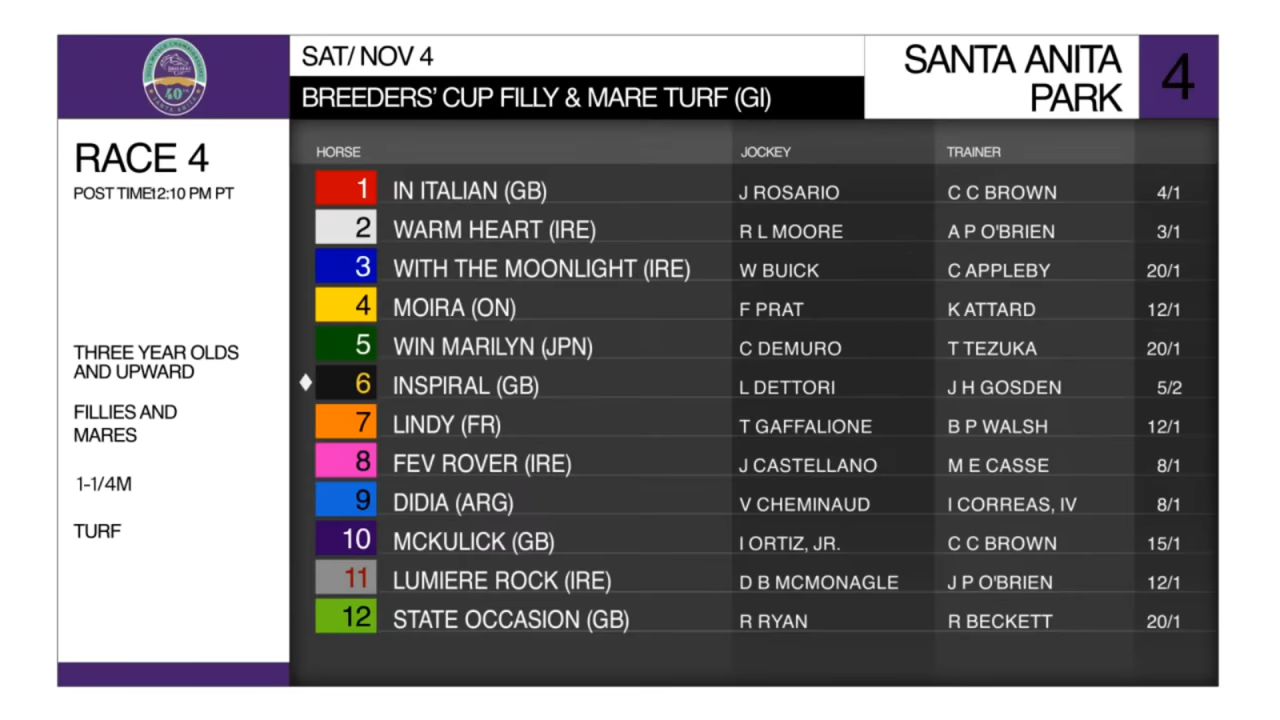 SAT/ NOV 4
SANTA ANITA
PARK
4
BREEDERS' CUP FILLY & MARE TURF (GI)
40
RACE 4
POST TIME12:10 PM PT
THREE YEAR OLDS
AND UPWARD
FILLIES AND
MARES
1-1/4M
TURF
HORSE JOCKEY TRAINER
1 IN ITALIAN (GB) J ROSARIO C C BROWN 4/1
2 WARM HEART (IRE) R L MOORE A P O'BRIEN 3/1
3 WITH THE MOONLIGHT (IRE) W BUICK C APPLEBY 20/1
4 MOIRA (ON) F PRAT K ATTARD 12/1
5 WIN MARILYN (JPN) C DEMURO T TEZUKA 20/1
6 INSPIRAL (GB) L DETTORI J H GOSDEN 5/2
7 LINDY (FR) T GAFFALIONE B P WALSH 12/1
8 FEV ROVER (IRE) J CASTELLANO M E CASSE 8/1
9 DIDIA (ARG) V CHEMINAUD I CORREAS, IV 8/1
10 MCKULICK (GB) I ORTIZ, JR. C C BROWN 15/1
11 LUMIERE ROCK (IRE) D B MCMONAGLE J P O'BRIEN 12/1
12 STATE OCCASION (GB) R RYAN R BECKETT 20/1